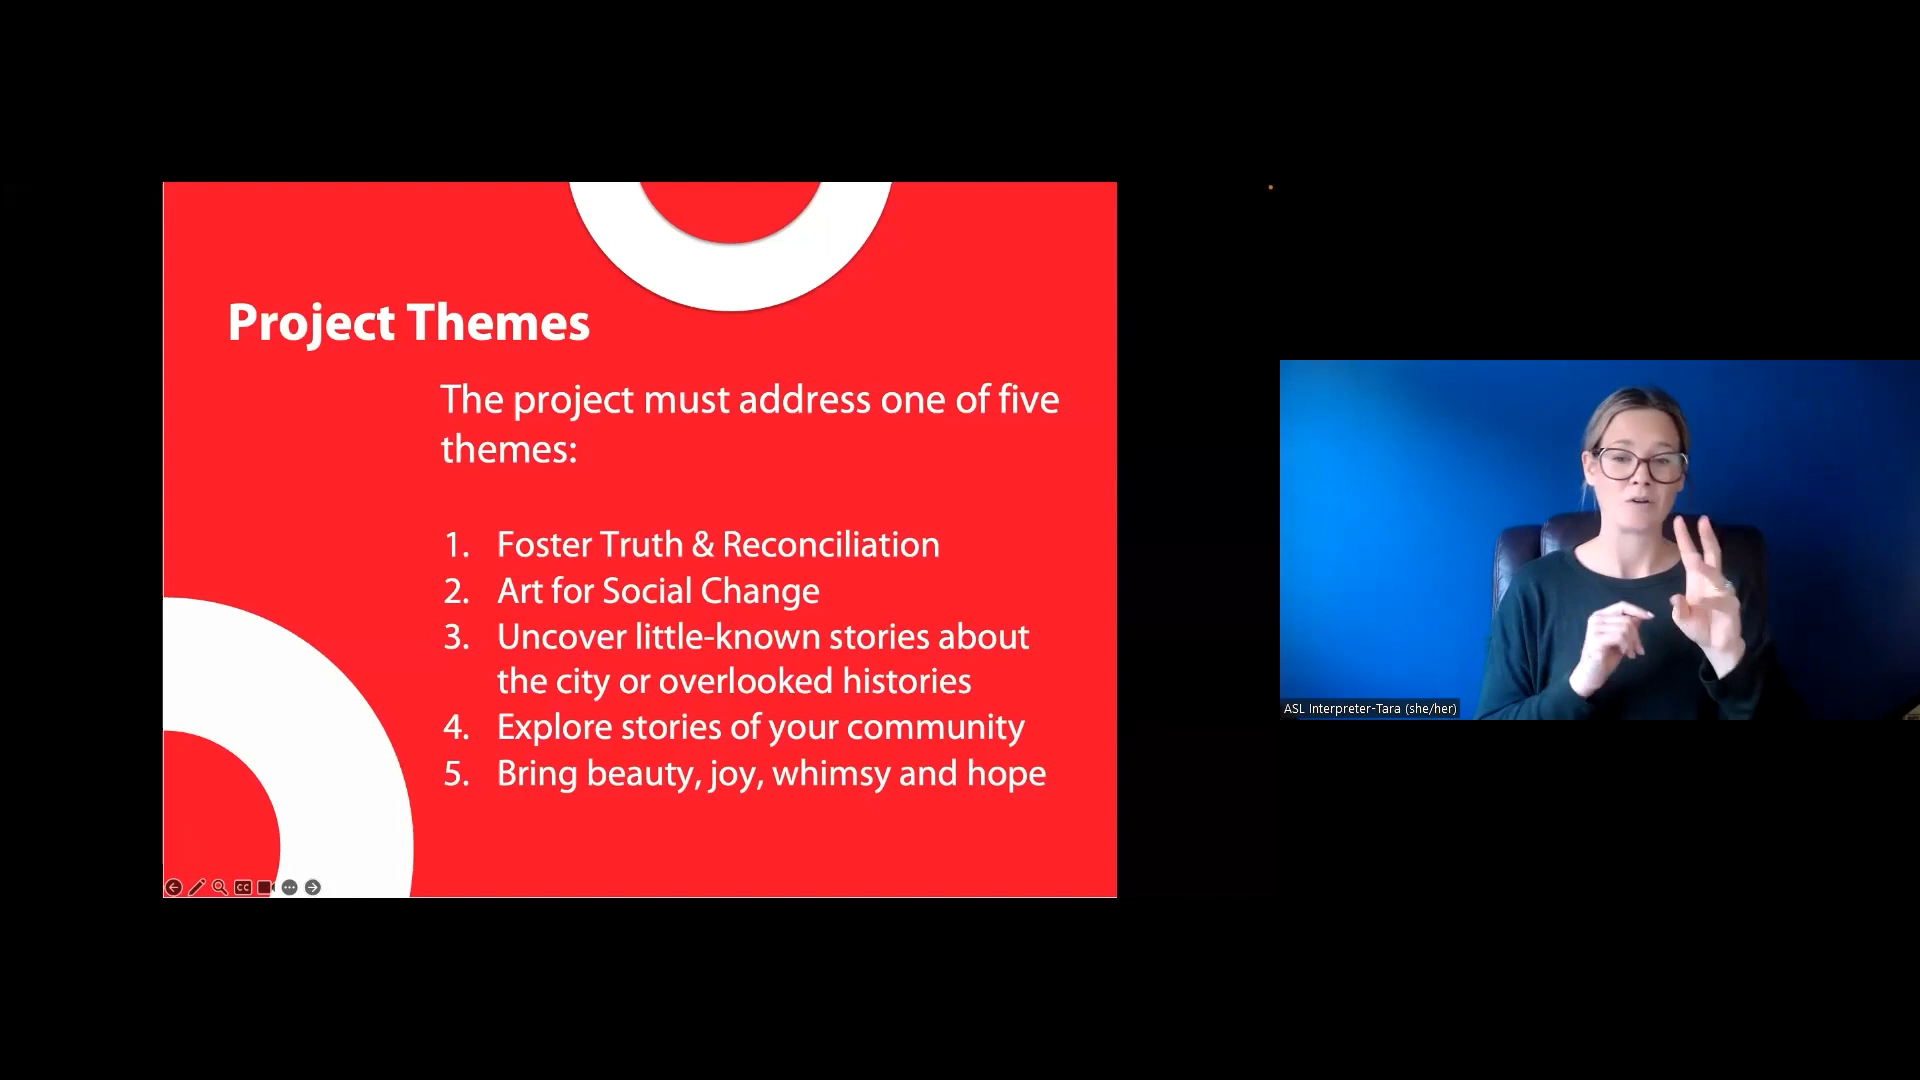 Project Themes
The project must address one of five
themes:
1. Foster Truth & Reconciliation
2. Art for Social Change
3. Uncover little-known stories about
the city or overlooked histories
4. Explore stories of your community
5. Bring beauty, joy, whimsy and hope
CC
ASL Interpreter-Tara (she/her)